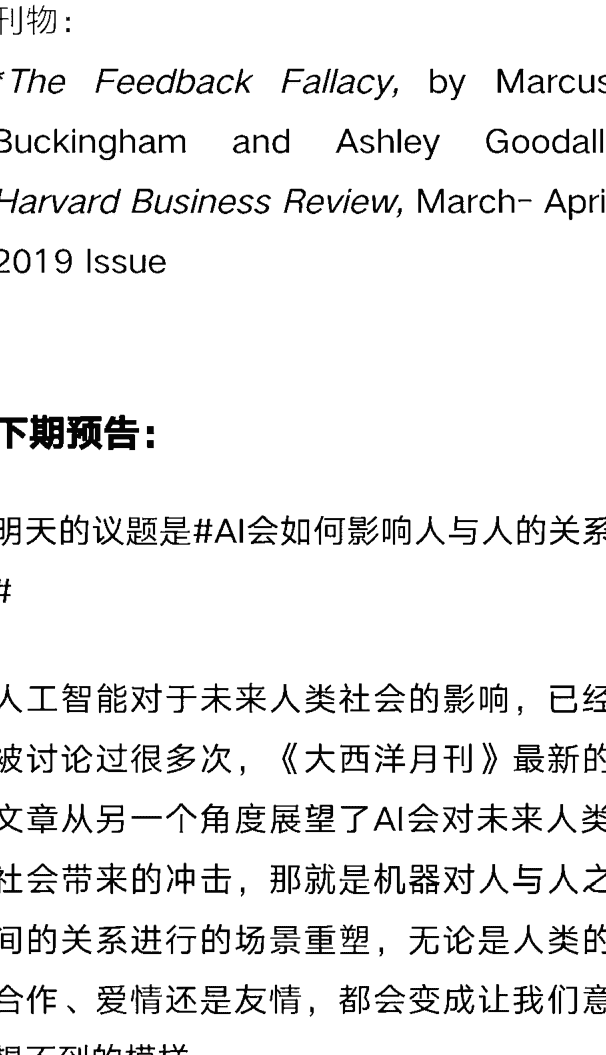 刊物：
*The Feedback Fallacy, by Marcus
Buckingham and Ashley Goodall
Harvard Business Review, March- Apri
2019 Issue
下期预告：
明天的议题是#AI会如何影响人与人的关系
#
人工智能对于未来人类社会的影响，已经
被讨论过很多次，《大西洋月刊》最新的
文章从另一个角度展望了AI会对未来人类
社会带来的冲击，那就是机器对人与人之
间的关系进行的场景重塑，无论是人类的
合作、爱情还是友情，都会变成让我们意
想不到的模样